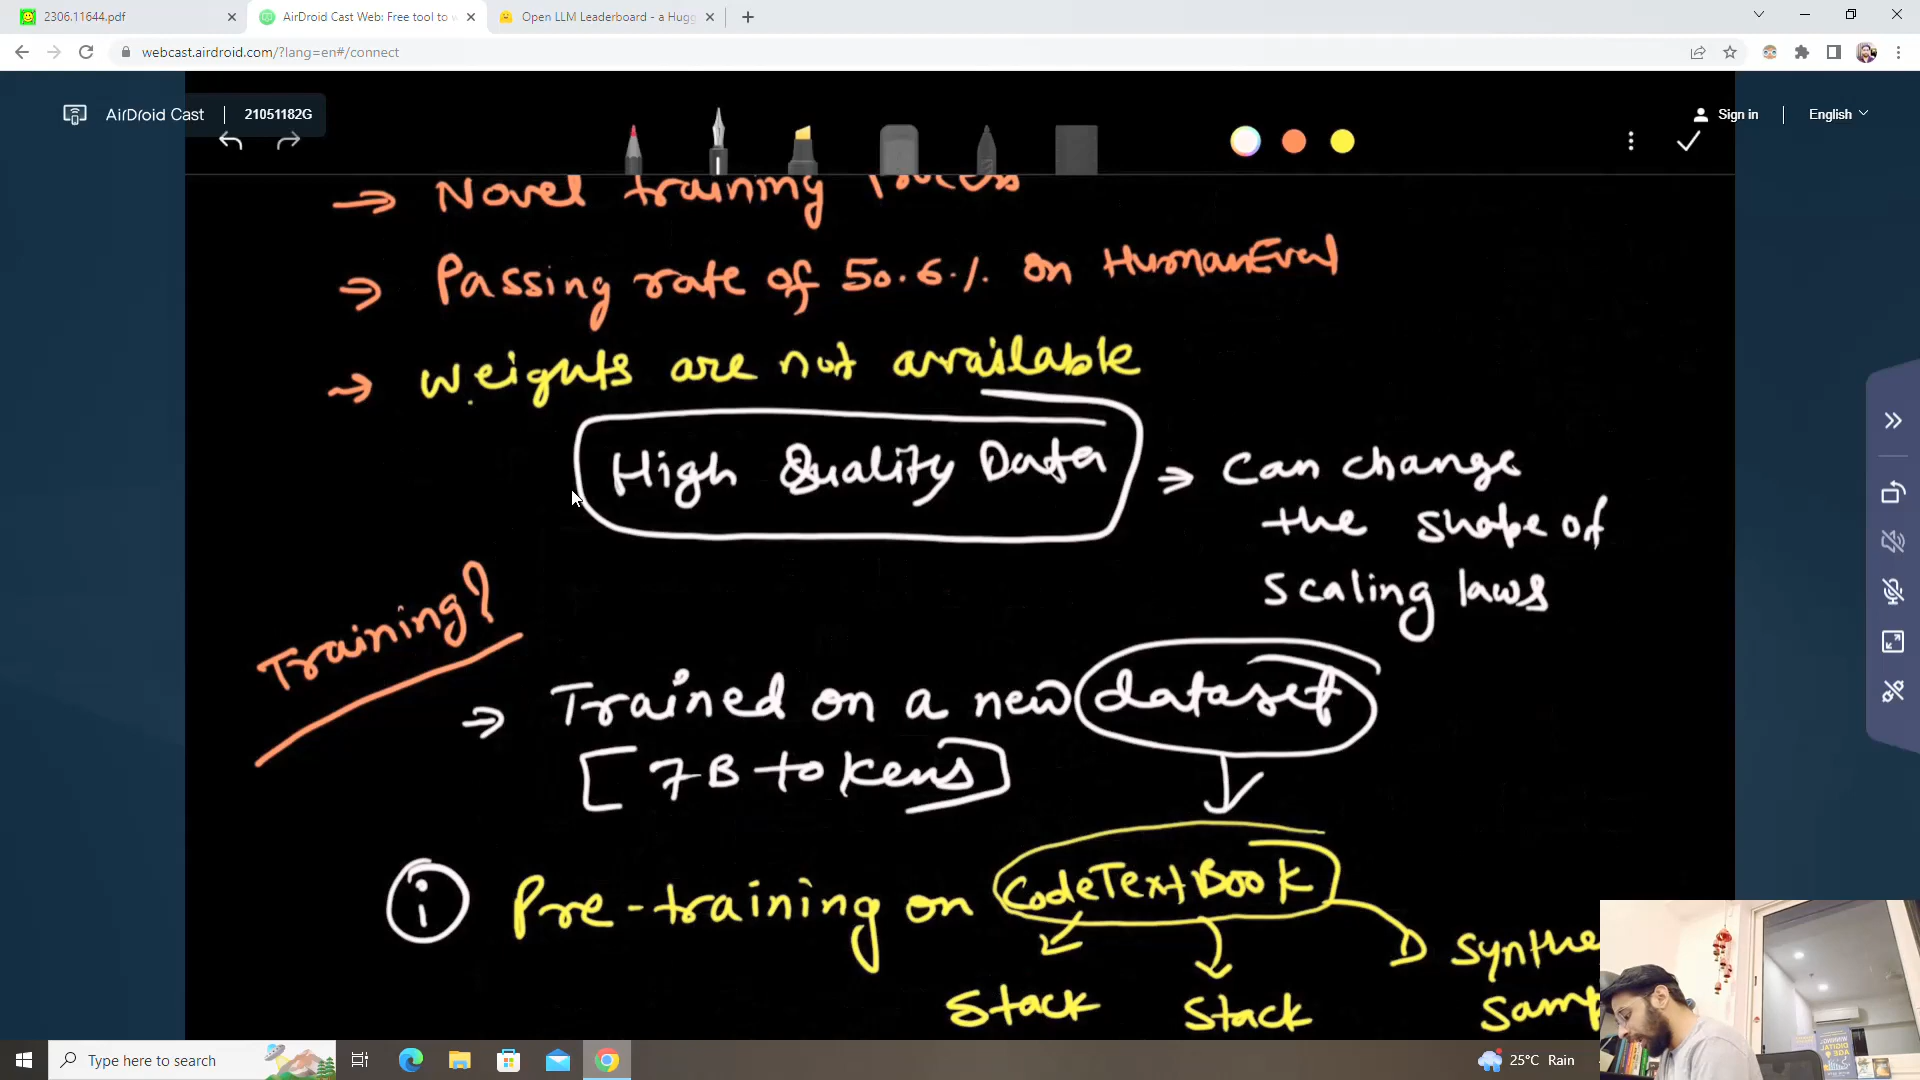 2306.11644.pdf
AirDroid Cast Web: Free tool to
Open LLM Leaderboard - a Hugg
webcast.airdroid.com/?lang=en#/connect
AirDroid Cast
21051182G
Sign in
English
→ Novel training
→ Passing rate of 50.6% on HumanEval
→ Weights are not available
High Quality Data → Can change
the shape of
scaling laws
Training?
→ Trained on a new dataset
[7B tokens]
i Pre-training on CodeTextBook
Synthe
Stack
Stack
Samp
Type here to search
25°C Rain
DIGITAL
AGE